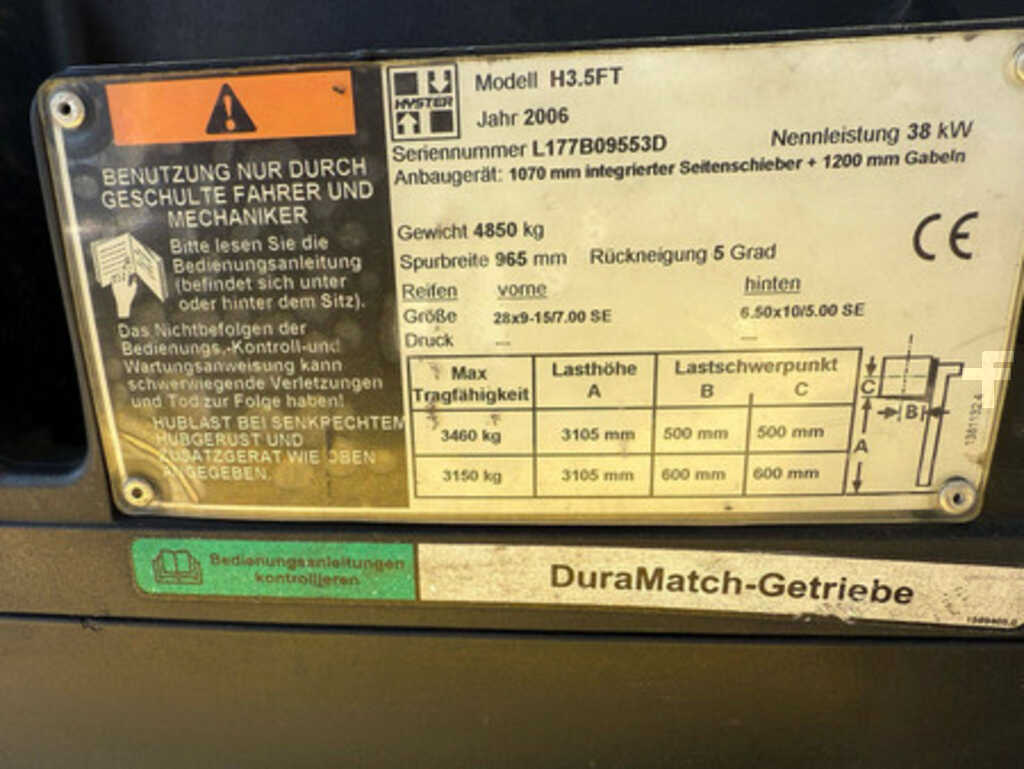 BENUTZUNG NUR DURCH
GESCHULTE FAHRER UND
MECHANIKER
Bitte lesen Sie die
Bedienungsanleitung
(befindet sich unter
oder hinter dem Sitz).
Das Nichtbefolgen der
Bedienungs,-Kontroll-und
Wartungsanweisung kann
schwerwiegende Verletzungen
und Tod zur Folge haben!
HUBLAST BEI SENKPRECHTEM
HUBGERUST UND
ZUSATZGERAT WIE OBEN
ANGEGEBEN.
HYSTER
Modell H3.5FT
Jahr 2006
Seriennummer L177B09553D Nennleistung 38 kW
Anbaugerät: 1070 mm integrierter Seitenschieber + 1200 mm Gabeln
Gewicht 4850 kg
CE
Spurbreite 965 mm Rückneigung 5 Grad
Reifen vorne hinten
Größe 28x9-15/7.00 SE 6.50x10/5.00 SE
Druck --- ---
Max Lasthöhe Lastschwerpunkt
Tragfähigkeit A B C
3460 kg 3105 mm 500 mm 500 mm
3150 kg 3105 mm 600 mm 600 mm
C
B
A
1381132.4
Bedienungsanleitungen
kontrollieren
DuraMatch-Getriebe